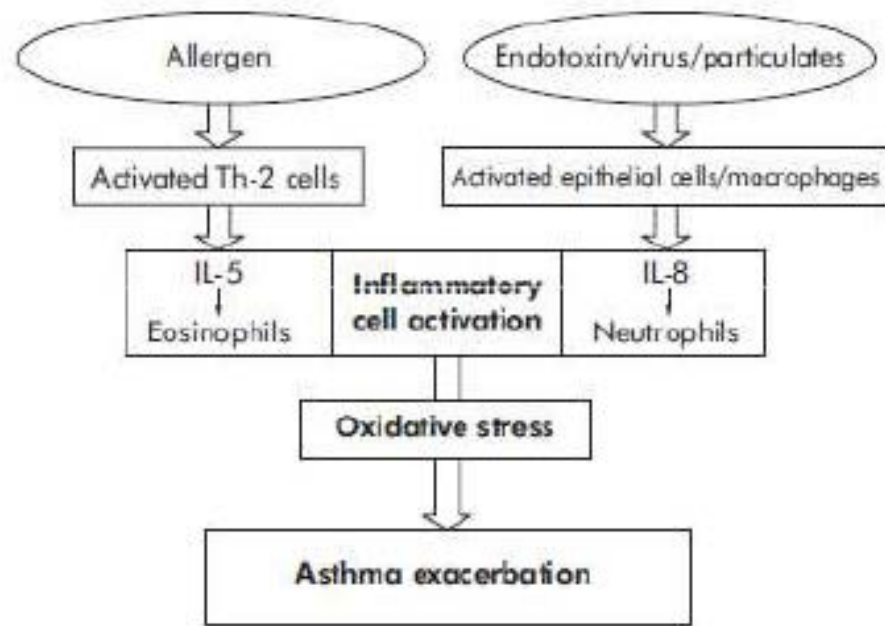 Allergen
Endotoxin/virus/particulates
Activated Th-2 cells
Activated epithelial cells/macrophages
IL-5
Eosinophils
Inflammatory
cell activation
IL-8
Neutrophils
Oxidative stress
Asthma exacerbation